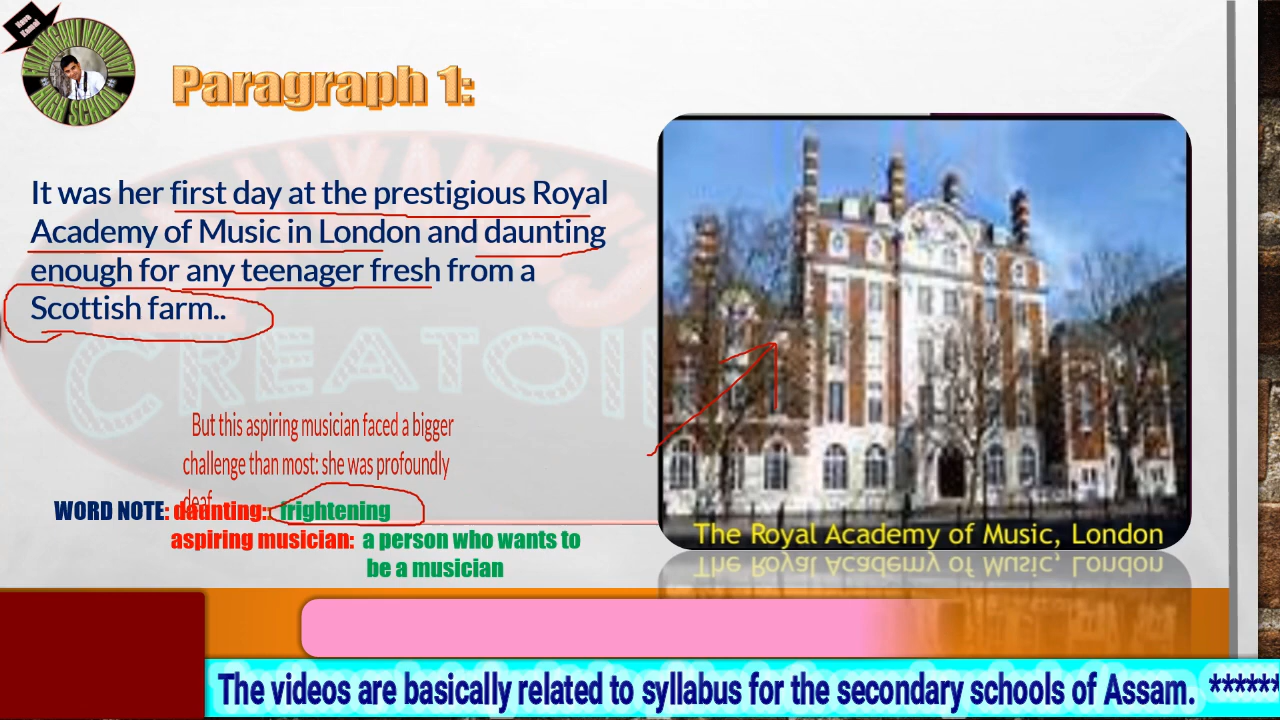 Paragraph 1:
It was her first day at the prestigious Royal
Academy of Music in London and daunting
enough for any teenager fresh from a
Scottish farm..
But this aspiring musician faced a bigger
challenge than most: she was profoundly
deaf
WORD NOTE: daunting:: frightening
aspiring musician: a person who wants to
be a musician
The Royal Academy of Music, London
CREATOI
The videos are basically related to syllabus for the secondary schools of Assam. ******